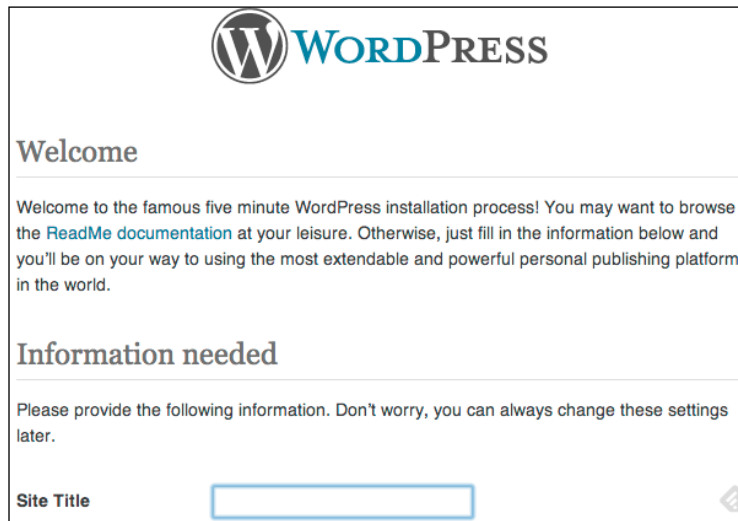 WORDPRESS
Welcome
Welcome to the famous five minute WordPress installation process! You may want to browse
the ReadMe documentation at your leisure. Otherwise, just fill in the information below and
you'll be on your way to using the most extendable and powerful personal publishing platform
in the world.
Information needed
Please provide the following information. Don't worry, you can always change these settings
later.
Site Title